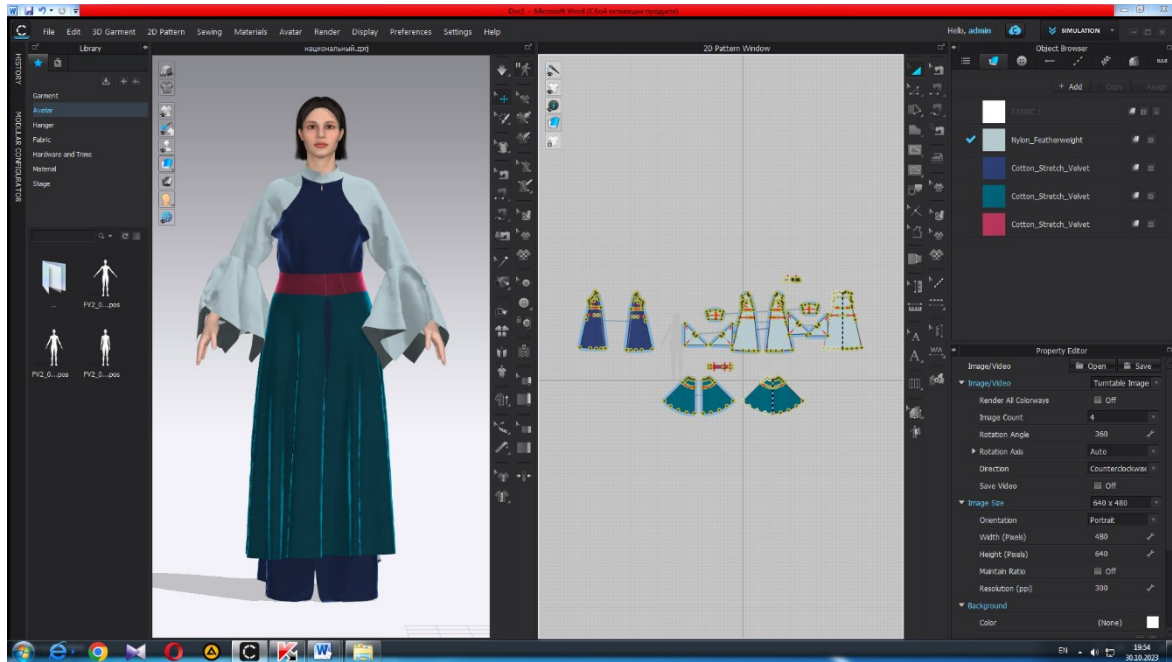 Doc1 - Microsoft Word (Сбой активации продукта)
File Edit 3D Garment 2D Pattern Sewing Materials Avatar Render Display Preferences Settings Help
Hello, admin
SIMULATION
Library
национальный.zprj
2D Pattern Window
Object Browser
HISTORY
MODULAR CONFIGURATOR
Garment
Avatar
Hanger
Fabric
Hardware and Trims
Material
Stage
..
FV2_0...pos
FV2_0...pos
FV2_0...pos
+ Add Copy Assign
FABRIC 1
Nylon_Featherweight
Cotton_Stretch_Velvet
Cotton_Stretch_Velvet
Cotton_Stretch_Velvet
Property Editor
Image/Video Open Save
Image/Video Turntable Image
Render All Colorways Off
Image Count 4
Rotation Angle 360
Rotation Axis Auto
Direction Counterclockwise
Save Video Off
Image Size 640 x 480
Orientation Portrait
Width (Pixels) 480
Height (Pixels) 640
Maintain Ratio Off
Resolution (ppi) 300
Background
Color (None)
EN 19:54
30.10.2023